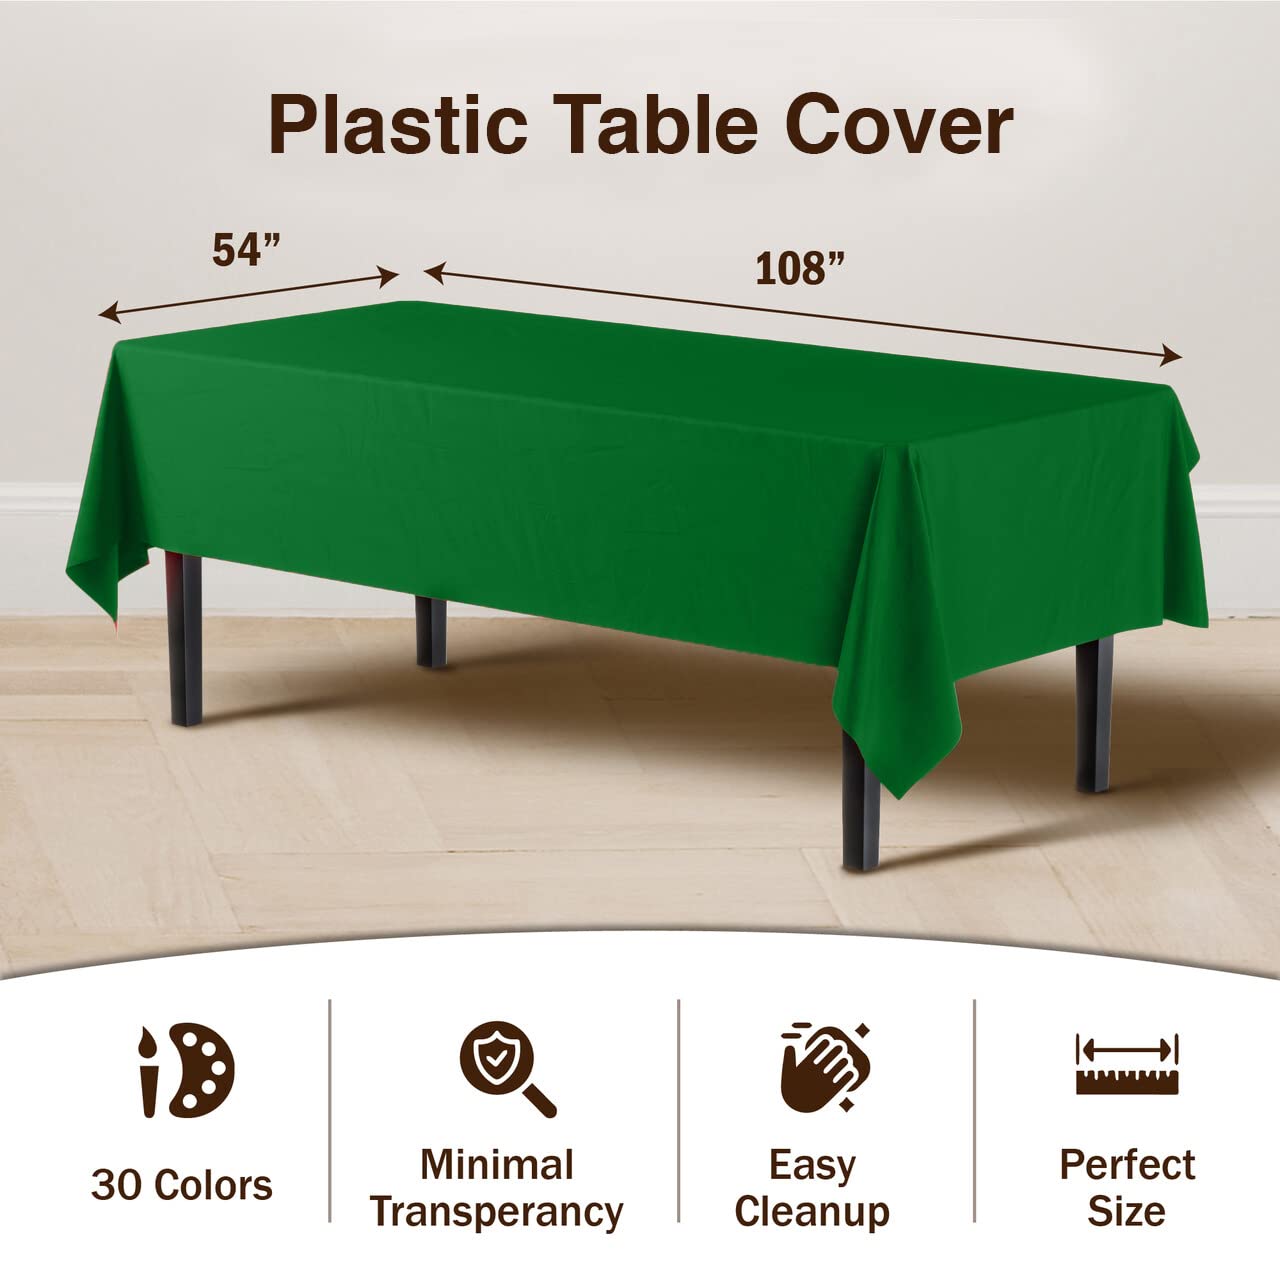 Plastic Table Cover
54”
108”
30 Colors
Minimal
Transperancy
Easy
Cleanup
Perfect
Size